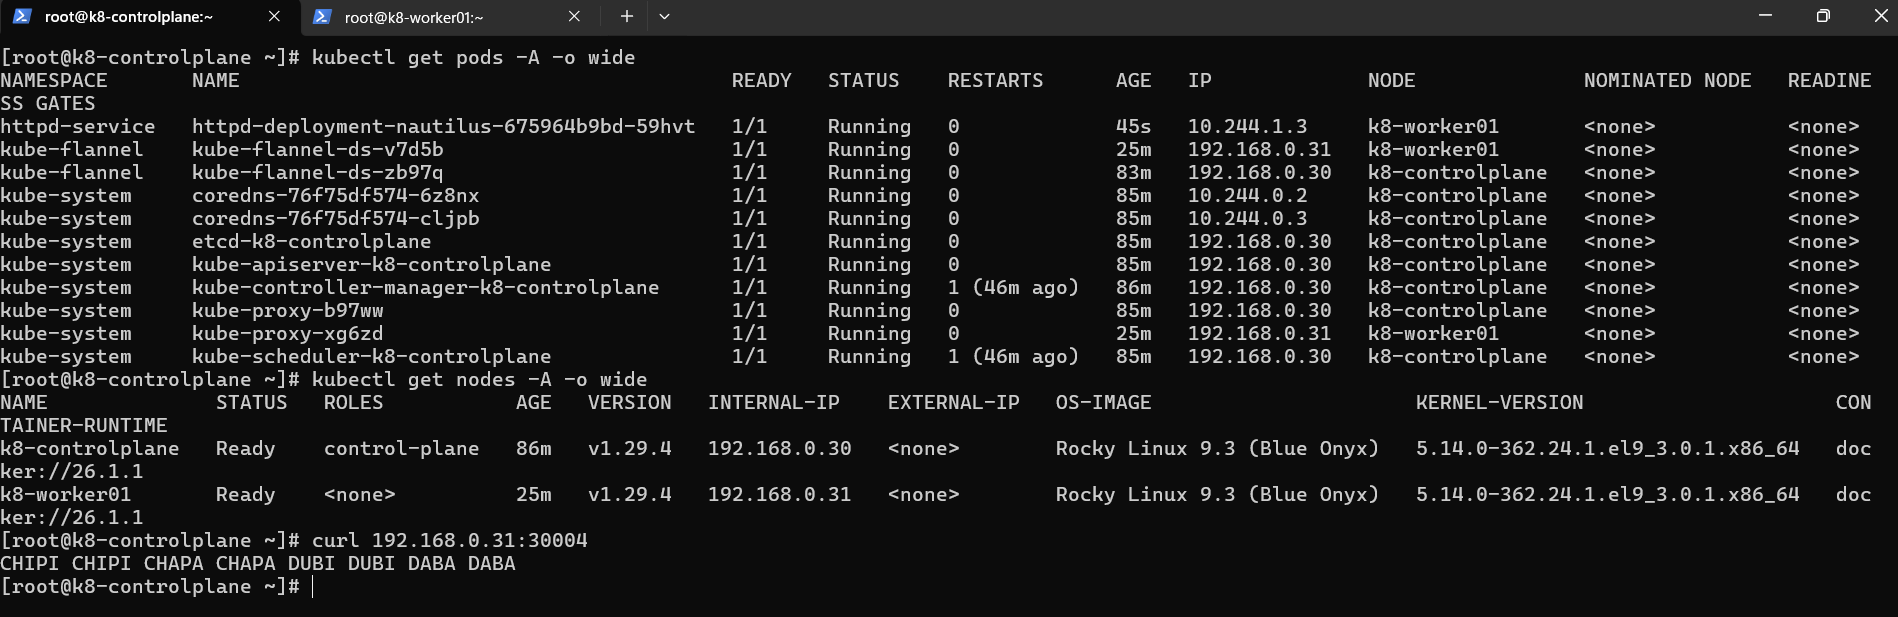 root@k8-controlplane:~ root@k8-worker01:~
[root@k8-controlplane ~]# kubectl get pods -A -o wide
NAMESPACE NAME READY STATUS RESTARTS AGE IP NODE NOMINATED NODE READINE
SS GATES
httpd-service httpd-deployment-nautilus-675964b9bd-59hvt 1/1 Running 0 45s 10.244.1.3 k8-worker01 <none> <none>
kube-flannel kube-flannel-ds-v7d5b 1/1 Running 0 25m 192.168.0.31 k8-worker01 <none> <none>
kube-flannel kube-flannel-ds-zb97q 1/1 Running 0 83m 192.168.0.30 k8-controlplane <none> <none>
kube-system coredns-76f75df574-6z8nx 1/1 Running 0 85m 10.244.0.2 k8-controlplane <none> <none>
kube-system coredns-76f75df574-cljpb 1/1 Running 0 85m 10.244.0.3 k8-controlplane <none> <none>
kube-system etcd-k8-controlplane 1/1 Running 0 85m 192.168.0.30 k8-controlplane <none> <none>
kube-system kube-apiserver-k8-controlplane 1/1 Running 0 85m 192.168.0.30 k8-controlplane <none> <none>
kube-system kube-controller-manager-k8-controlplane 1/1 Running 1 (46m ago) 86m 192.168.0.30 k8-controlplane <none> <none>
kube-system kube-proxy-b97ww 1/1 Running 0 85m 192.168.0.30 k8-controlplane <none> <none>
kube-system kube-proxy-xg6zd 1/1 Running 0 25m 192.168.0.31 k8-worker01 <none> <none>
kube-system kube-scheduler-k8-controlplane 1/1 Running 1 (46m ago) 85m 192.168.0.30 k8-controlplane <none> <none>
[root@k8-controlplane ~]# kubectl get nodes -A -o wide
NAME STATUS ROLES AGE VERSION INTERNAL-IP EXTERNAL-IP OS-IMAGE KERNEL-VERSION CON
TAINER-RUNTIME
k8-controlplane Ready control-plane 86m v1.29.4 192.168.0.30 <none> Rocky Linux 9.3 (Blue Onyx) 5.14.0-362.24.1.el9_3.0.1.x86_64 doc
ker://26.1.1
k8-worker01 Ready <none> 25m v1.29.4 192.168.0.31 <none> Rocky Linux 9.3 (Blue Onyx) 5.14.0-362.24.1.el9_3.0.1.x86_64 doc
ker://26.1.1
[root@k8-controlplane ~]# curl 192.168.0.31:30004
CHIPI CHIPI CHAPA CHAPA DUBI DUBI DABA DABA
[root@k8-controlplane ~]#